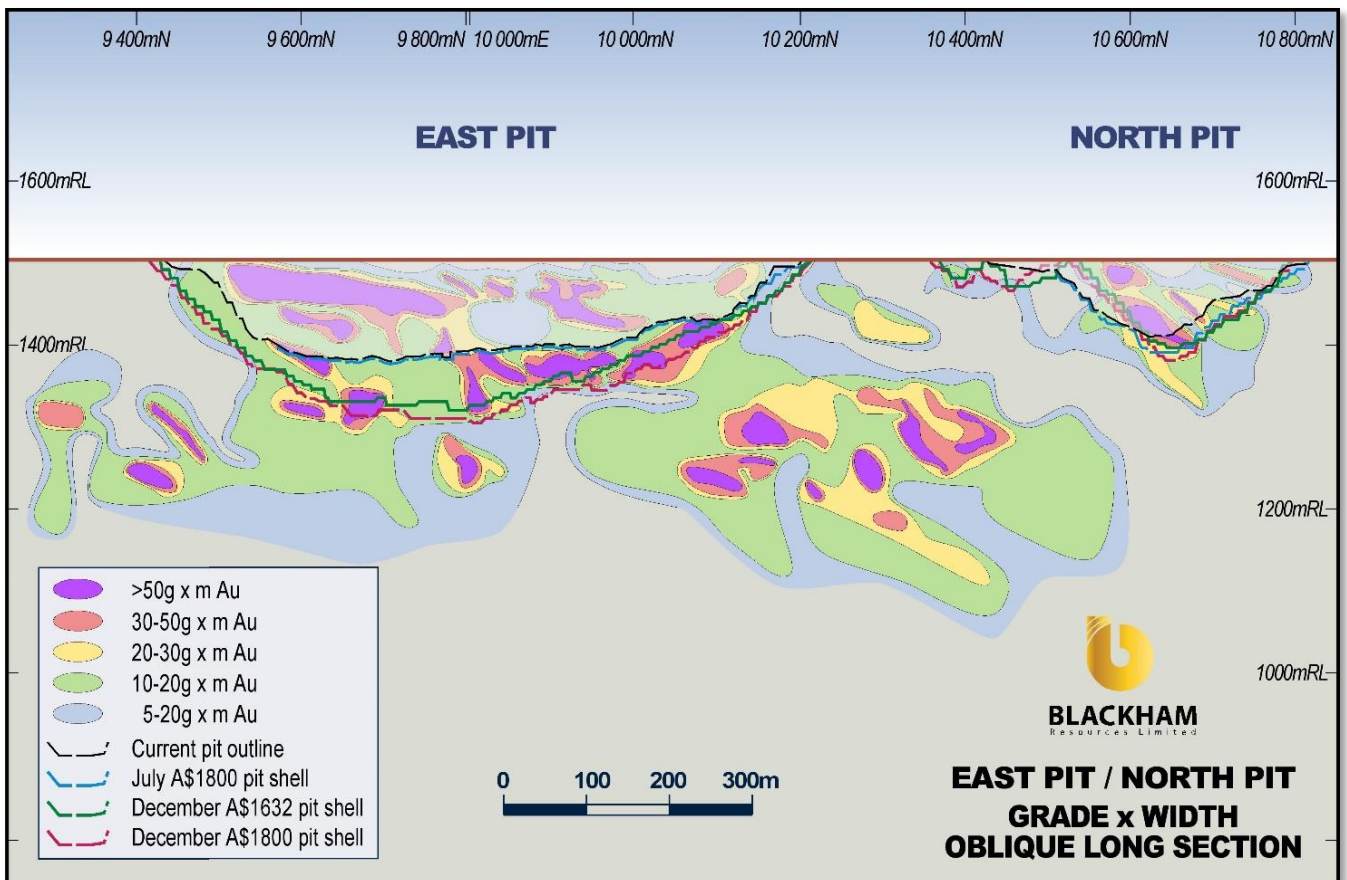 9 400mN 9 600mN 9 800mN 10 000mE 10 000mN 10 200mN 10 400mN 10 600mN 10 800mN
EAST PIT NORTH PIT
1600mRL 1600mRL
1400mRL 1400mRL
1200mRL
1000mRL
>50g x m Au
30-50g x m Au
20-30g x m Au
10-20g x m Au
5-20g x m Au
Current pit outline
July A$1800 pit shell
December A$1632 pit shell
December A$1800 pit shell
0 100 200 300m
b
BLACKHAM
Resources Limited
EAST PIT / NORTH PIT
GRADE x WIDTH
OBLIQUE LONG SECTION